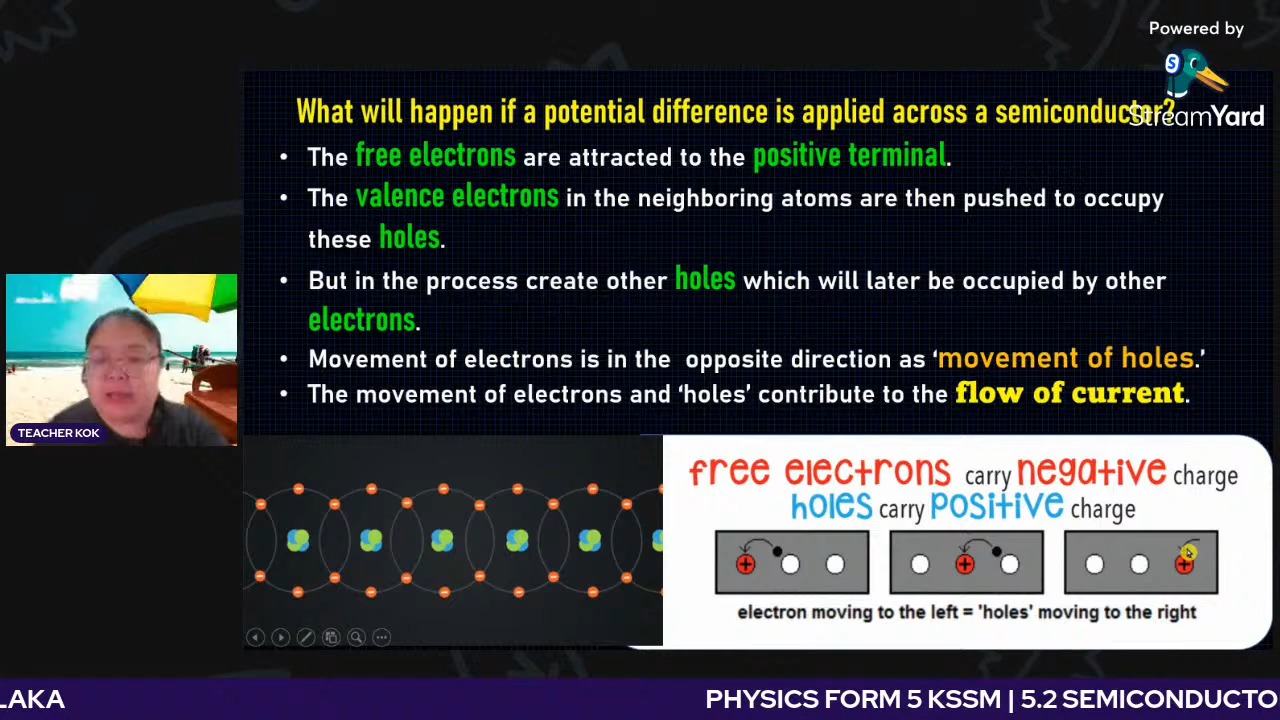 Powered by
StreamYard
What will happen if a potential difference is applied across a semiconductor?
• The free electrons are attracted to the positive terminal.
• The valence electrons in the neighboring atoms are then pushed to occupy
these holes.
• But in the process create other holes which will later be occupied by other
electrons.
• Movement of electrons is in the opposite direction as ‘movement of holes.’
• The movement of electrons and ‘holes’ contribute to the flow of current.
TEACHER KOK
free electrons carry negative charge
holes carry positive charge
electron moving to the left = 'holes' moving to the right
LAKA
PHYSICS FORM 5 KSSM | 5.2 SEMICONDUCTO